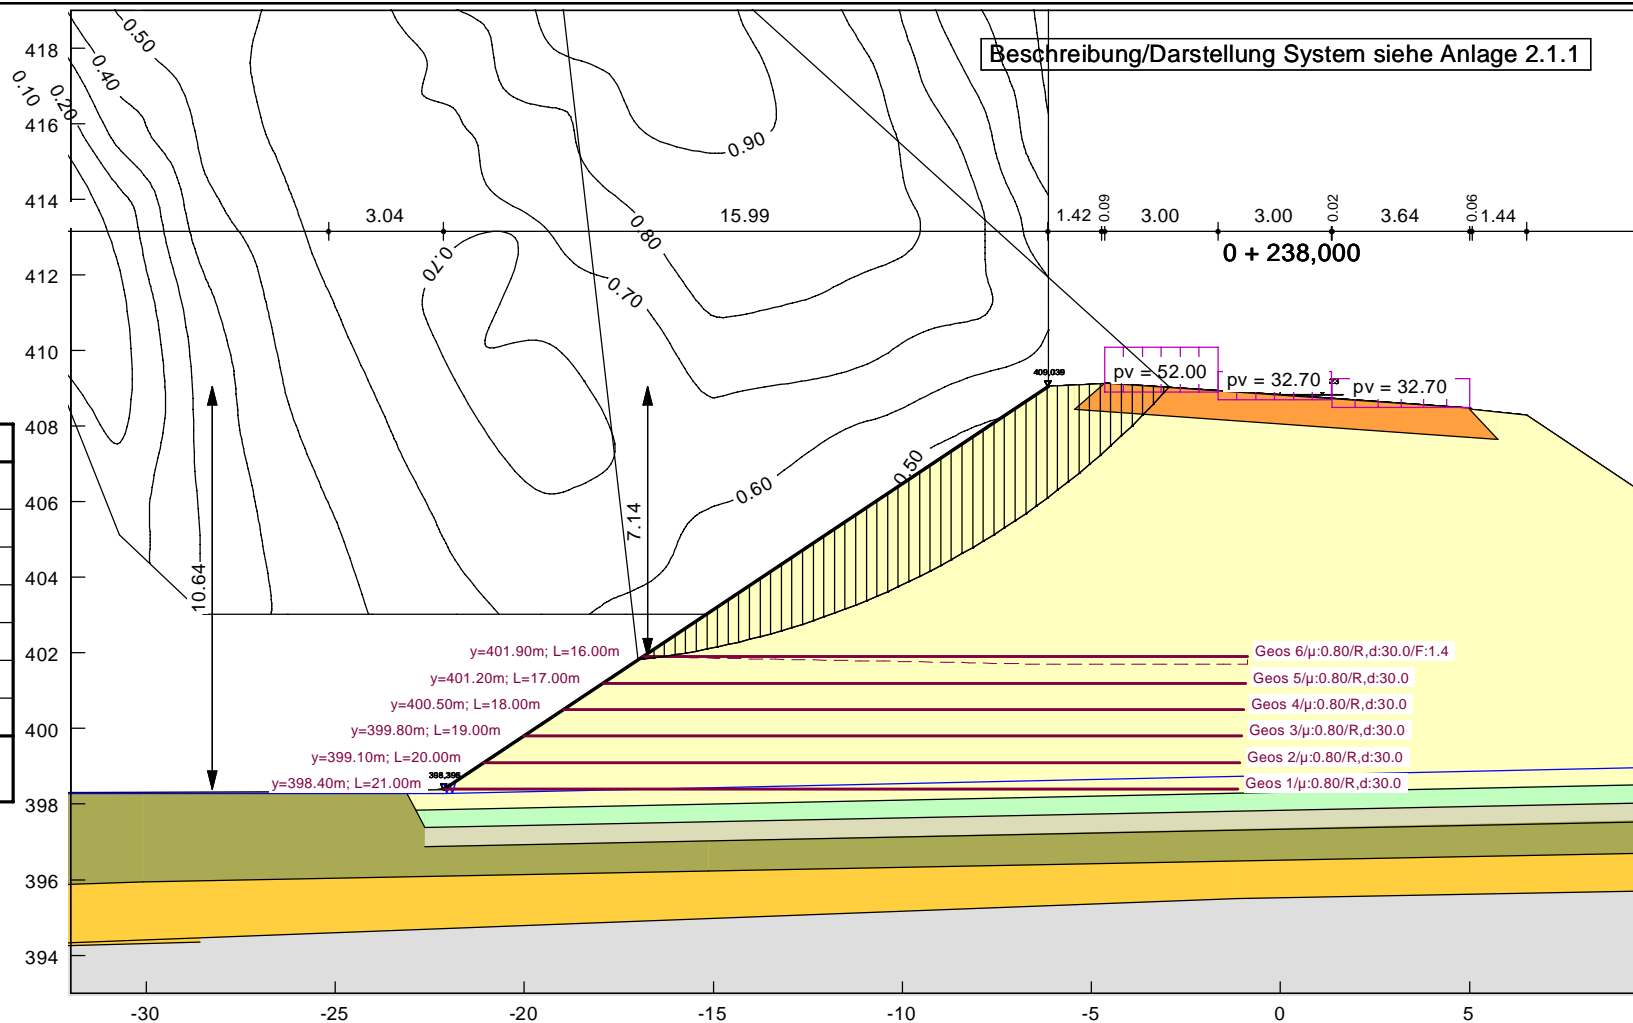 Beschreibung/Darstellung System siehe Anlage 2.1.1
418
416
414
412
410
408
406
404
402
400
398
396
394
0.50
0.40
0.10
0.20
0.90
0.80
0.70
0.70
0.60
0.50
3.04
15.99
1.42
0.09
3.00
3.00
0.02
3.64
0.06
1.44
0 + 238,000
409,039
pv = 52.00
pv = 32.70
pv = 32.70
7.14
10.64
y=401.90m; L=16.00m
Geos 6/µ:0.80/R,d:30.0/F:1.4
y=401.20m; L=17.00m
Geos 5/µ:0.80/R,d:30.0
y=400.50m; L=18.00m
Geos 4/µ:0.80/R,d:30.0
y=399.80m; L=19.00m
Geos 3/µ:0.80/R,d:30.0
y=399.10m; L=20.00m
Geos 2/µ:0.80/R,d:30.0
398,396
y=398.40m; L=21.00m
Geos 1/µ:0.80/R,d:30.0
-30
-25
-20
-15
-10
-5
0
5